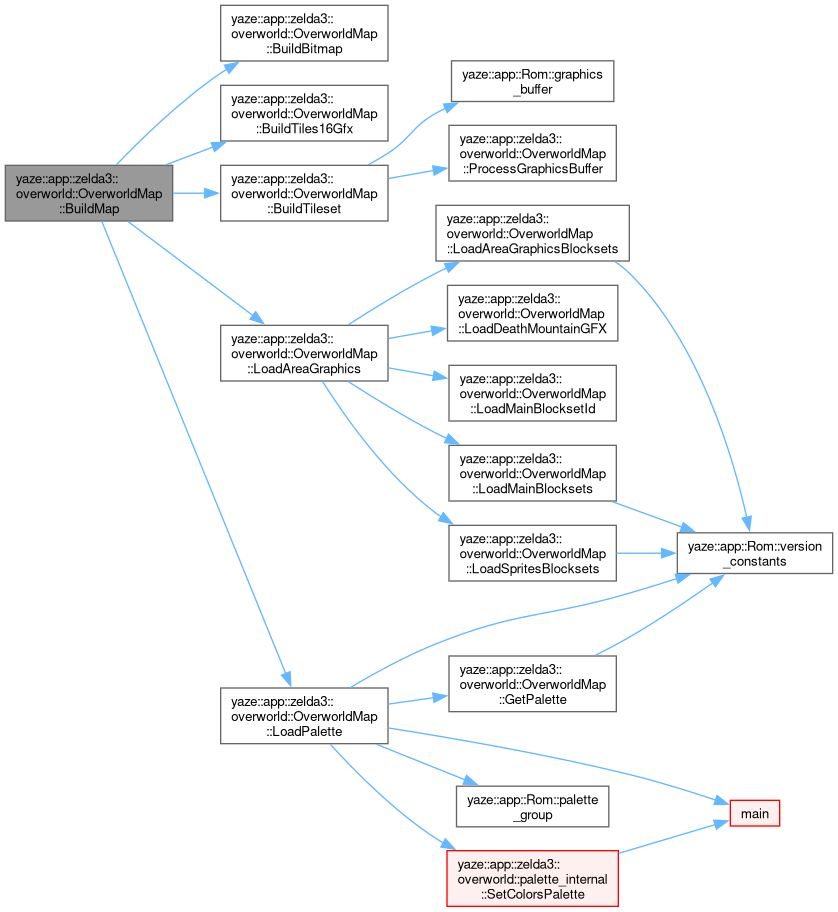 yaze::app::zelda3::
overworld::OverworldMap
::BuildBitmap
yaze::app::zelda3::
overworld::OverworldMap
::BuildTiles16Gfx
yaze::app::zelda3::
overworld::OverworldMap
::BuildMap
yaze::app::zelda3::
overworld::OverworldMap
::BuildTileset
yaze::app::Rom::graphics
_buffer
yaze::app::zelda3::
overworld::OverworldMap
::ProcessGraphicsBuffer
yaze::app::zelda3::
overworld::OverworldMap
::LoadAreaGraphicsBlocksets
yaze::app::zelda3::
overworld::OverworldMap
::LoadDeathMountainGFX
yaze::app::zelda3::
overworld::OverworldMap
::LoadAreaGraphics
yaze::app::zelda3::
overworld::OverworldMap
::LoadMainBlocksetId
yaze::app::zelda3::
overworld::OverworldMap
::LoadMainBlocksets
yaze::app::zelda3::
overworld::OverworldMap
::LoadSpritesBlocksets
yaze::app::Rom::version
_constants
yaze::app::zelda3::
overworld::OverworldMap
::GetPalette
yaze::app::zelda3::
overworld::OverworldMap
::LoadPalette
yaze::app::Rom::palette
_group
main
yaze::app::zelda3::
overworld::palette_internal
::SetColorsPalette